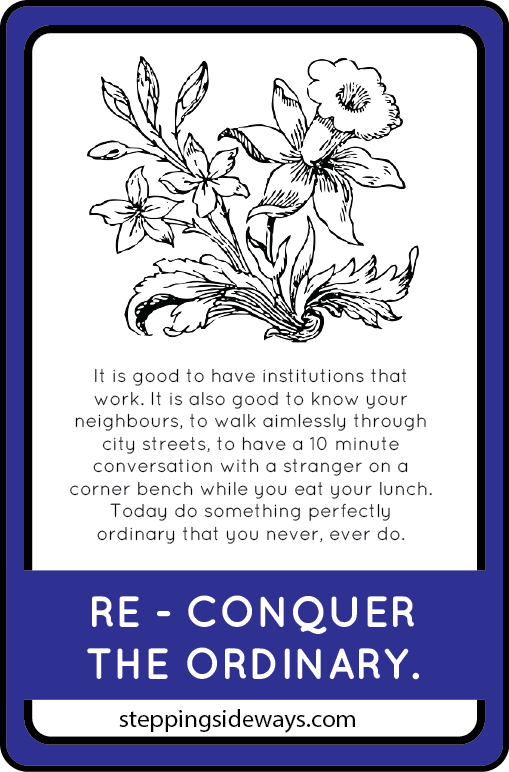 It is good to have institutions that
work. It is also good to know your
neighbours, to walk aimlessly through
city streets, to have a 10 minute
conversation with a stranger on a
corner bench while you eat your lunch.
Today do something perfectly
ordinary that you never, ever do.
RE - CONQUER
THE ORDINARY.
steppingsideways.com